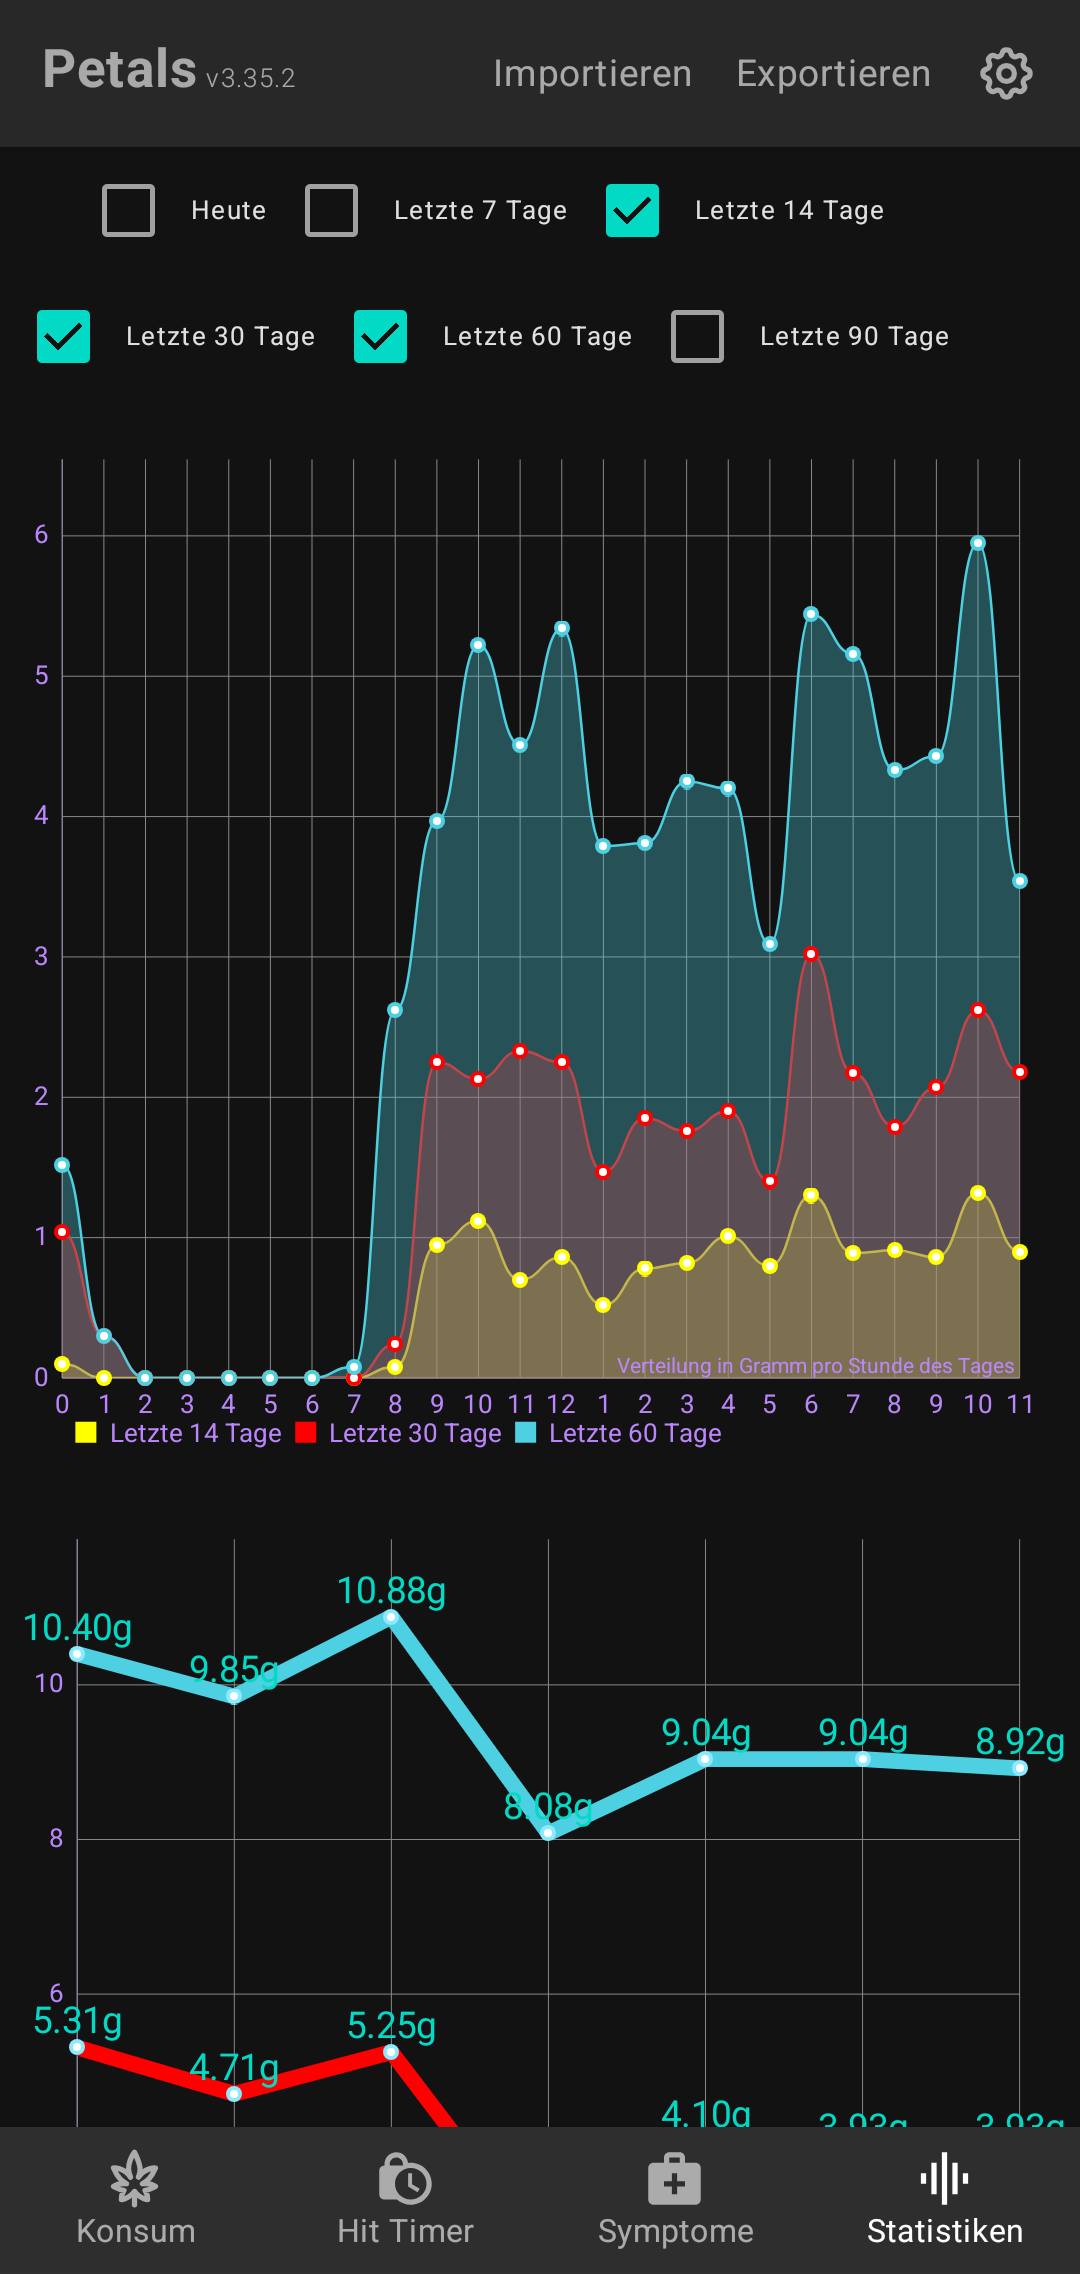 Petals v3.35.2 Importieren Exportieren
Heute Letzte 7 Tage Letzte 14 Tage
Letzte 30 Tage Letzte 60 Tage Letzte 90 Tage
6
5
4
3
2
1
0
Verteilung in Gramm pro Stunde des Tages
0 1 2 3 4 5 6 7 8 9 10 11 12 1 2 3 4 5 6 7 8 9 10 11
Letzte 14 Tage Letzte 30 Tage Letzte 60 Tage
10.88g
10.40g
9.85g
10
9.04g 9.04g 8.92g
8.08g
8
6
5.31g 5.25g
4.71g
4.10g 3.93g 3.93g
Konsum Hit Timer Symptome Statistiken